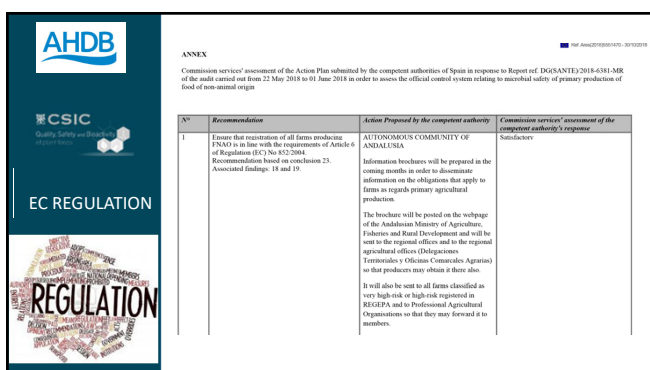 AHDB
CSIC
Quality, Safety and Bioactivity
of plant foods
EC REGULATION
REGULATION
ANNEX
Commission services' assessment of the Action Plan submitted by the competent authorities of Spain in response to Report ref. DG(SANTE)/2018-6381-MR
of the audit carried out from 22 May 2018 to 01 June 2018 in order to assess the official control system relating to microbial safety of primary production of
food of non-animal origin
N° Recommendation Action Proposed by the competent authority Commission services' assessment of the
competent authority's response
1 Ensure that registration of all farms producing
FNAO is in line with the requirements of Article 6
of Regulation (EC) No 852/2004.
Recommendation based on conclusion 23.
Associated findings: 18 and 19.
AUTONOMOUS COMMUNITY OF
ANDALUSIA
Information brochures will be prepared in the
coming months in order to disseminate
information on the obligations that apply to
farms as regards primary agricultural
production.
The brochure will be posted on the webpage
of the Andalusian Ministry of Agriculture,
Fisheries and Rural Development and will be
sent to the regional offices and to the regional
agricultural offices (Delegaciones
Territoriales y Oficinas Comarcales Agrarias)
so that producers may obtain it there also.
It will also be sent to all farms classified as
very high-risk or high-risk registered in
REGEPA and to Professional Agricultural
Organisations so that they may forward it to
members.
Satisfactory